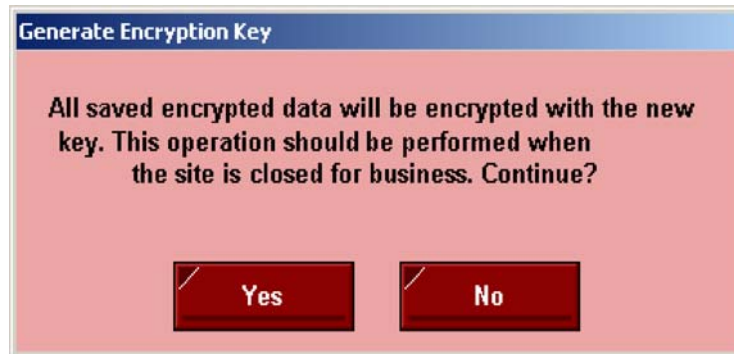 Generate Encryption Key
All saved encrypted data will be encrypted with the new
key. This operation should be performed when
the site is closed for business. Continue?
Yes
No